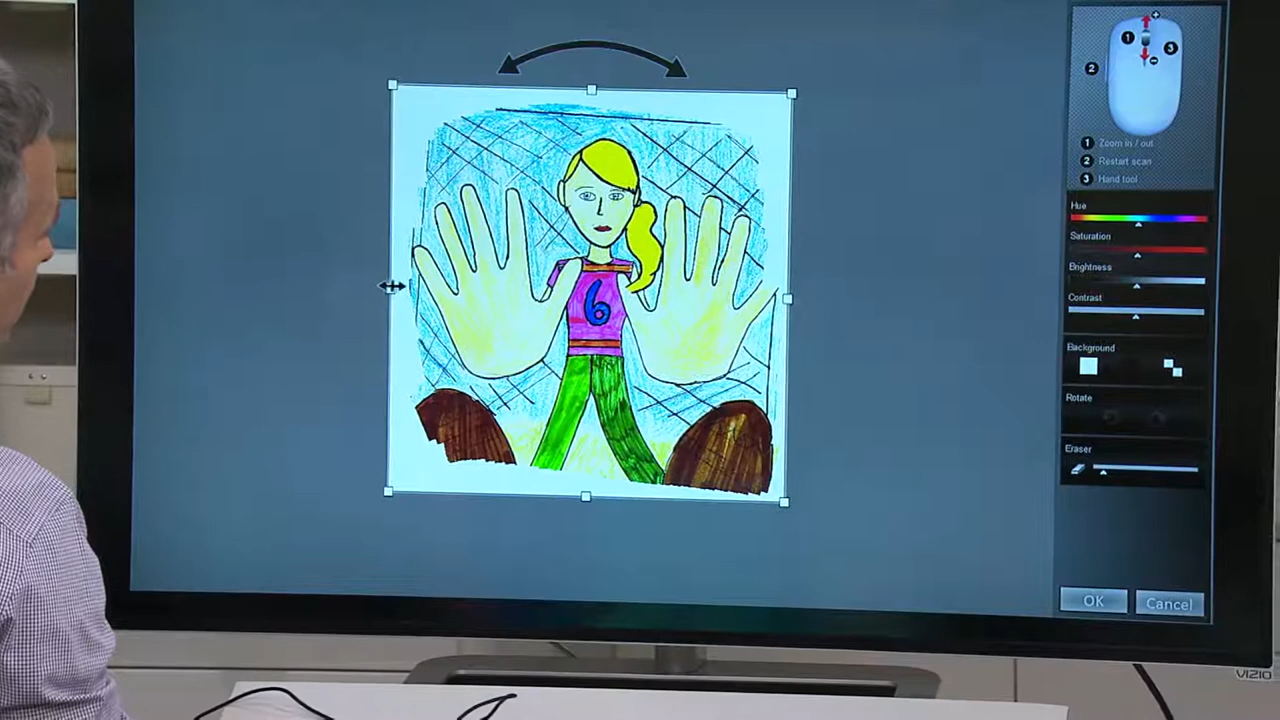 1
3
2
1 Zoom in / out
2 Restart scan
3 Hand tool
Hue
Saturation
Brightness
Contrast
Background
Rotate
Eraser
6
OK
Cancel
VIZIO